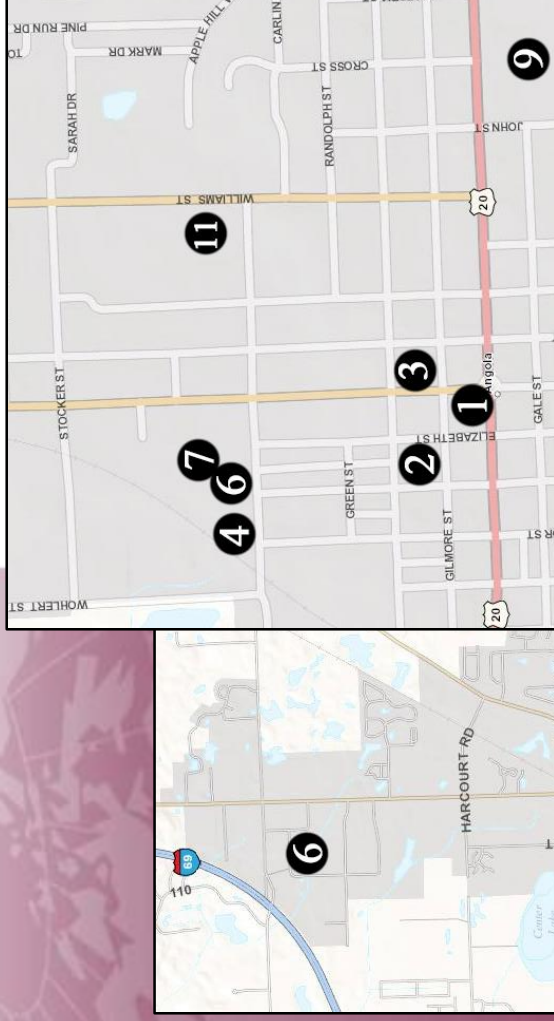 PINE RUN DR
MARK DR
APPLE HILL
CARLIN
SARAH DR
CROSS ST
RANDOLPH ST
JOHN ST
9
WILLIAMS ST
11
20
STOCKER ST
3
1
Angola
7
6
4
2
ELIZABETH ST
GALE ST
GREEN ST
GILMORE ST
WOHLERT ST
20
69
110
6
HARCOURT RD
Center